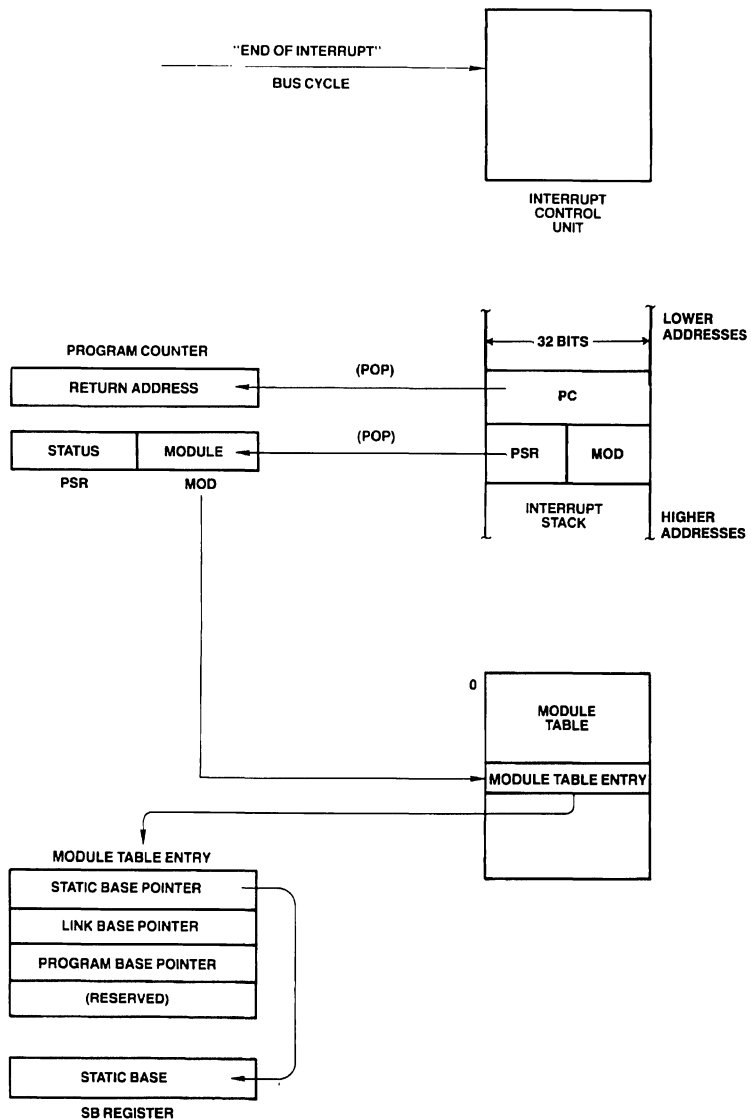 "END OF INTERRUPT"
BUS CYCLE
INTERRUPT
CONTROL
UNIT
LOWER
ADDRESSES
32 BITS
PROGRAM COUNTER
RETURN ADDRESS
(POP)
PC
STATUS
MODULE
(POP)
PSR
MOD
PSR
MOD
INTERRUPT
STACK
HIGHER
ADDRESSES
0
MODULE
TABLE
MODULE TABLE ENTRY
MODULE TABLE ENTRY
STATIC BASE POINTER
LINK BASE POINTER
PROGRAM BASE POINTER
(RESERVED)
STATIC BASE
SB REGISTER